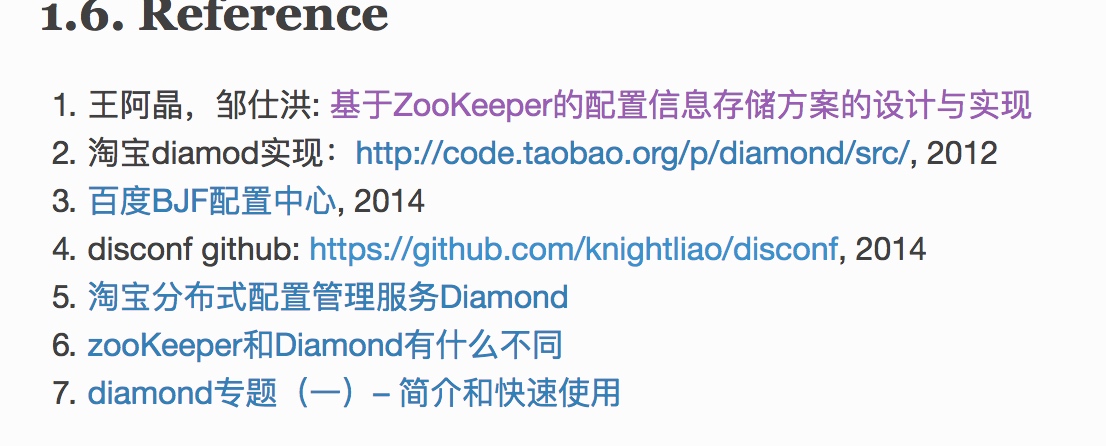 1.6. Reference
1. 王阿晶，邹仕洪: 基于ZooKeeper的配置信息存储方案的设计与实现
2. 淘宝diamod实现：http://code.taobao.org/p/diamond/src/, 2012
3. 百度BJF配置中心, 2014
4. disconf github: https://github.com/knightliao/disconf, 2014
5. 淘宝分布式配置管理服务Diamond
6. zooKeeper和Diamond有什么不同
7. diamond专题（一）– 简介和快速使用